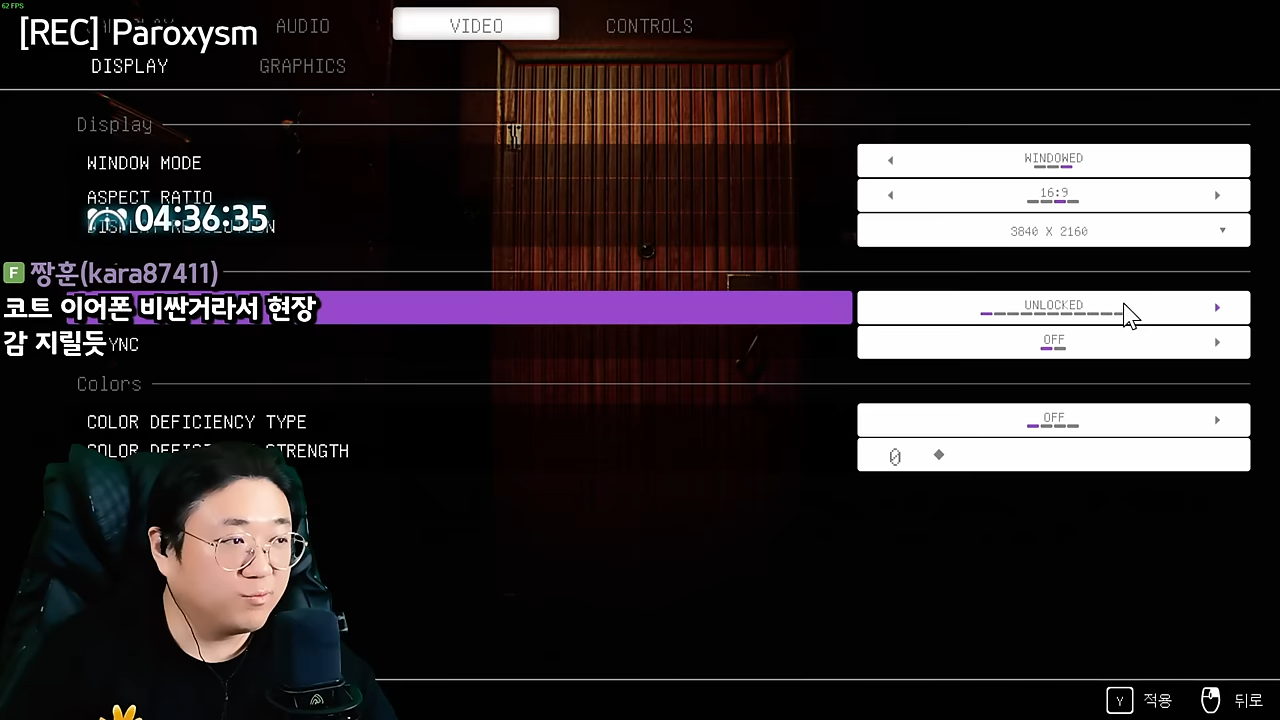 62 FPS
[REC] Paroxysm
AUDIO
VIDEO
CONTROLS
DISPLAY
GRAPHICS
Display
WINDOW MODE
WINDOWED
ASPECT RATIO
16:9
04:36:35
3840 X 2160
F 짱훈(kara87411)
코트 이어폰 비싼거라서 현장
감 지릴듯
UNLOCKED
YNC
OFF
Colors
COLOR DEFICIENCY TYPE
OFF
COLOR
STRENGTH
0
Y 적용
뒤로